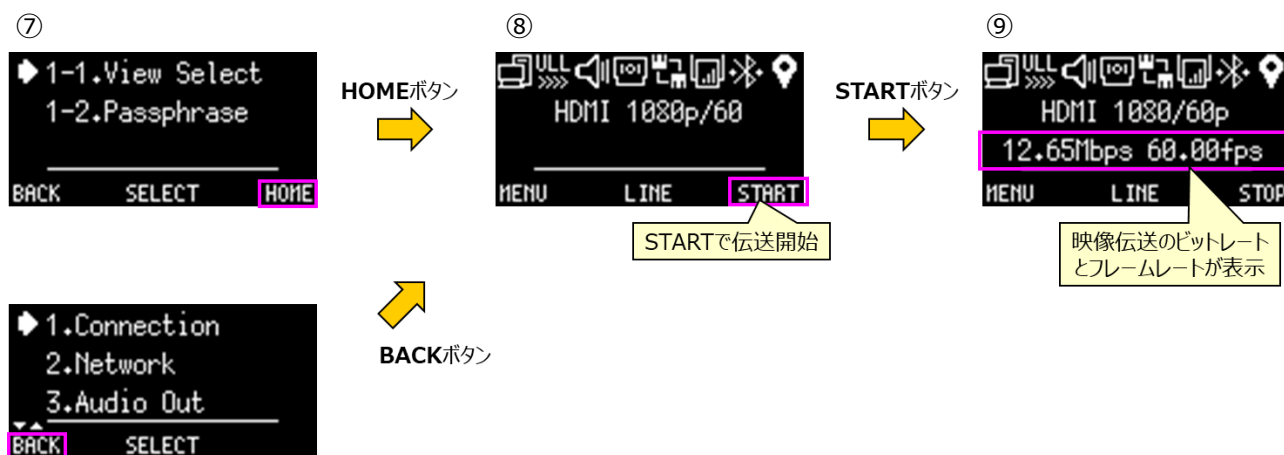 ⑦
1-1.View Select
1-2.Passphrase
BACK SELECT HOME
HOMEボタン
⑧
ULL
HDMI 1080p/60
MENU LINE START
STARTで伝送開始
STARTボタン
⑨
ULL
HDMI 1080/60p
12.65Mbps 60.00fps
MENU LINE STOP
映像伝送のビットレート
とフレームレートが表示
1.Connection
2.Network
3.Audio Out
BACK SELECT
BACKボタン